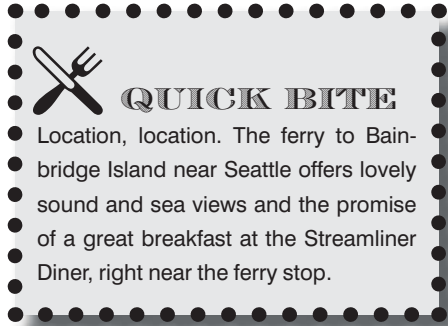 QUICK BITE
Location, location. The ferry to Bain-
bridge Island near Seattle offers lovely
sound and sea views and the promise
of a great breakfast at the Streamliner
Diner, right near the ferry stop.